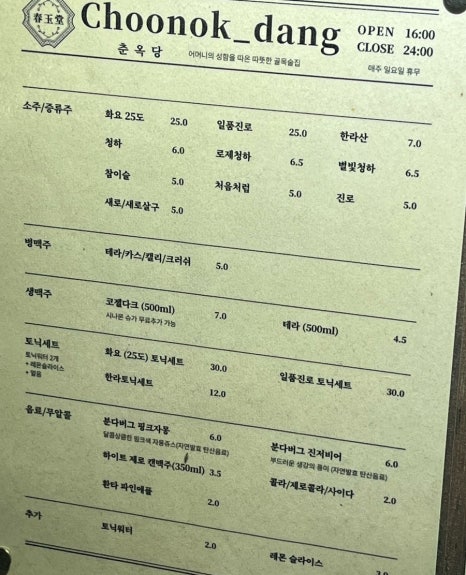 春玉堂
Choonok_dang
OPEN 16:00
CLOSE 24:00
춘옥당
어머니의 성함을 따온 따뜻한 골목술집
매주 일요일 휴무
소주/증류주
화요 25도 25.0 일품진로 25.0 한라산 7.0
청하 6.0 로제청하 6.5 별빛청하 6.5
참이슬 5.0 처음처럼 5.0 진로 5.0
새로/새로살구 5.0
병맥주
테라/카스/켈리/크러쉬 5.0
생맥주
코젤다크 (500ml) 7.0 테라 (500ml) 4.5
시나몬 슈가 무료추가 가능
토닉세트
토닉워터 2개
+ 레몬슬라이스
+ 얼음
화요 (25도) 토닉세트 30.0 일품진로 토닉세트 30.0
한라토닉세트 12.0
음료/무알콜
분다버그 핑크자몽 6.0 분다버그 진저비어 6.0
달콤상큼한 핑크색 자몽쥬스(자연발효 탄산음료) 부드러운 생강의 풍미 (자연발효 탄산음료)
하이트 제로 캔맥주(350ml) 3.5 콜라/제로콜라/사이다 2.0
환타 파인애플 2.0
추가
토닉워터 2.0 레몬 슬라이스